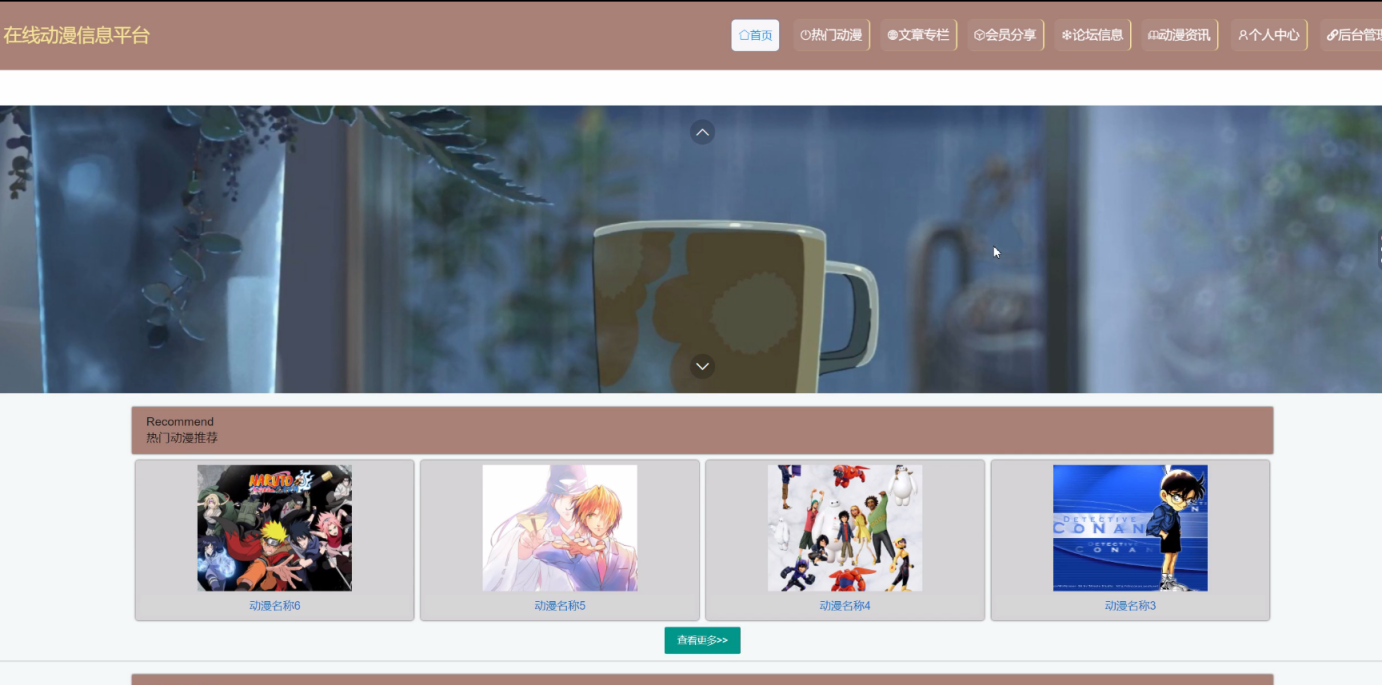 在线动漫信息平台
首页 热门动漫 文章专栏 会员分享 论坛信息 动漫资讯 个人中心 后台管理
Recommend
热门动漫推荐
NARUTO
DETECTIVE
CONAN
DETECTIVE
CONAN
动漫名称6 动漫名称5 动漫名称4 动漫名称3
查看更多>>